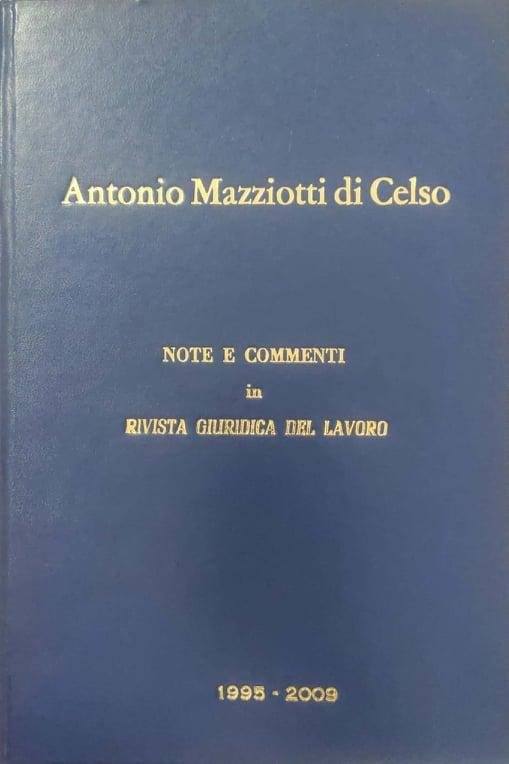 Antonio Mazziotti di Celso
NOTE E COMMENTI
in
RIVISTA GIURIDICA DEL LAVORO
1995 - 2009